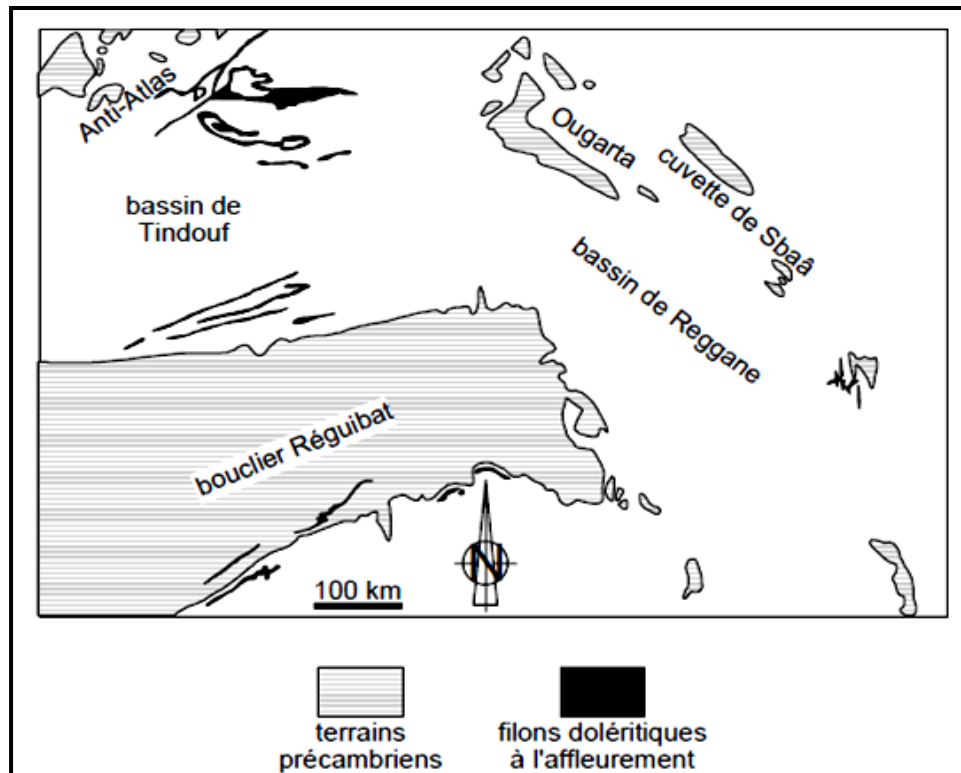 Anti-Atlas
Ougarta
cuvette de Sbaâ
bassin de
Tindouf
bassin de Reggane
bouclier Réguibat
N
100 km
terrains
précambriens
filons doléritiques
à l'affleurement